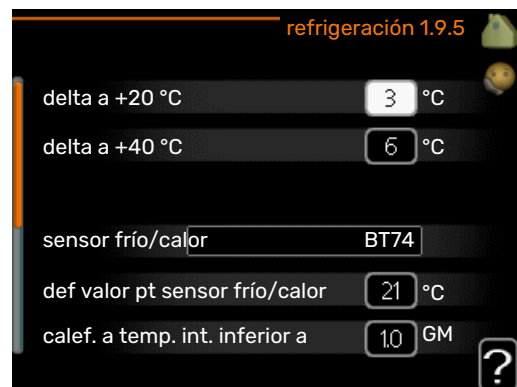 refrigeración 1.9.5
delta a +20 °C 3 °C
delta a +40 °C 6 °C
sensor frío/calor BT74
def valor pt sensor frío/calor 21 °C
calef. a temp. int. inferior a 1.0 GM
?